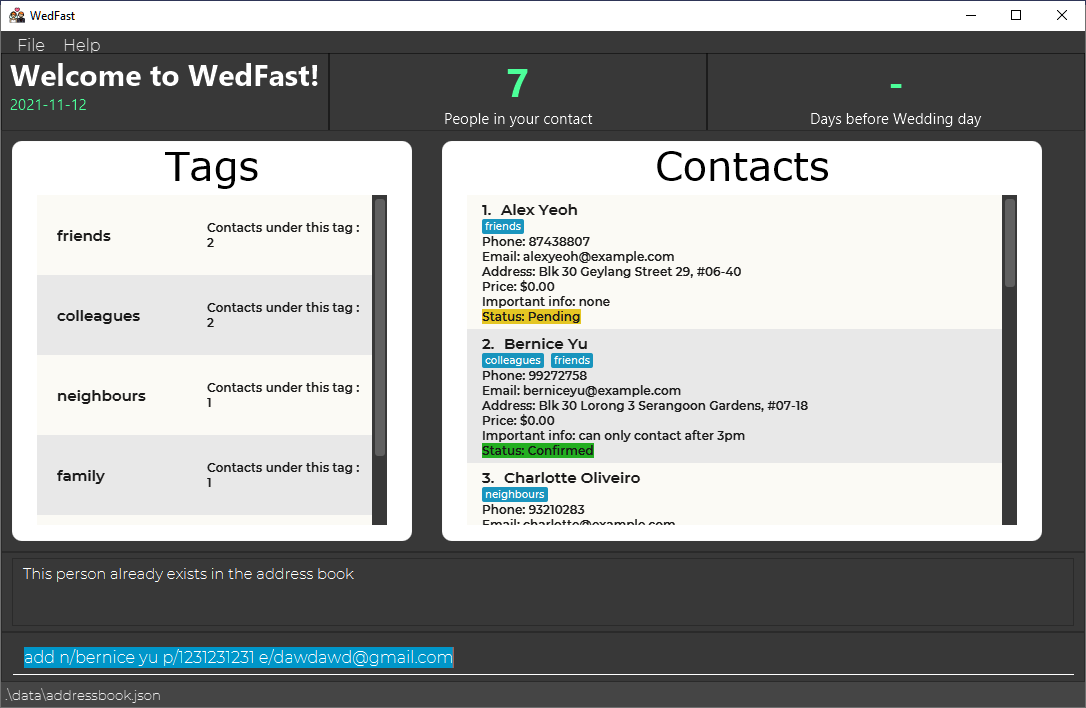 WedFast
File Help
Welcome to WedFast!
2021-11-12
7
People in your contact
-
Days before Wedding day
Tags
friends
Contacts under this tag :
2
colleagues
Contacts under this tag :
2
neighbours
Contacts under this tag :
1
family
Contacts under this tag :
1
Contacts
1. Alex Yeoh
friends
Phone: 87438807
Email: alexyeoh@example.com
Address: Blk 30 Geylang Street 29, #06-40
Price: $0.00
Important info: none
Status: Pending
2. Bernice Yu
colleagues friends
Phone: 99272758
Email: berniceyu@example.com
Address: Blk 30 Lorong 3 Serangoon Gardens, #07-18
Price: $0.00
Important info: can only contact after 3pm
Status: Confirmed
3. Charlotte Oliveiro
neighbours
Phone: 93210283
Email: charlotte@example.com
This person already exists in the address book
add n/bernice yu p/1231231231 e/dawdawd@gmail.com
.\data\addressbook.json